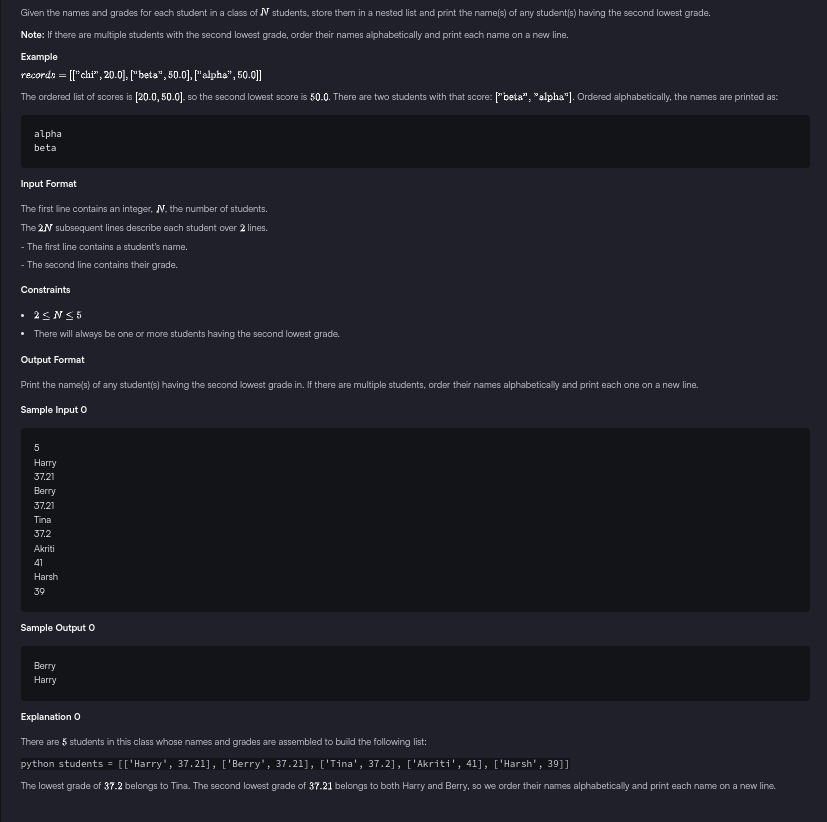 Given the names and grades for each student in a class of N students, store them in a nested list and print the name(s) of any student(s) having the second lowest grade.
Note: If there are multiple students with the second lowest grade, order their names alphabetically and print each name on a new line.
Example
records = [["chi", 20.0], ["beta", 50.0], ["alpha", 50.0]]
The ordered list of scores is [20.0, 50.0], so the second lowest score is 50.0. There are two students with that score: ["beta", "alpha"]. Ordered alphabetically, the names are printed as:
alpha
beta
Input Format
The first line contains an integer, N, the number of students.
The 2N subsequent lines describe each student over 2 lines.
- The first line contains a student's name.
- The second line contains their grade.
Constraints
• 2 ≤ N ≤ 5
• There will always be one or more students having the second lowest grade.
Output Format
Print the name(s) of any student(s) having the second lowest grade in. If there are multiple students, order their names alphabetically and print each one on a new line.
Sample Input 0
5
Harry
37.21
Berry
37.21
Tina
37.2
Akriti
41
Harsh
39
Sample Output 0
Berry
Harry
Explanation 0
There are 5 students in this class whose names and grades are assembled to build the following list:
python students = [['Harry', 37.21], ['Berry', 37.21], ['Tina', 37.2], ['Akriti', 41], ['Harsh', 39]]
The lowest grade of 37.2 belongs to Tina. The second lowest grade of 37.21 belongs to both Harry and Berry, so we order their names alphabetically and print each name on a new line.